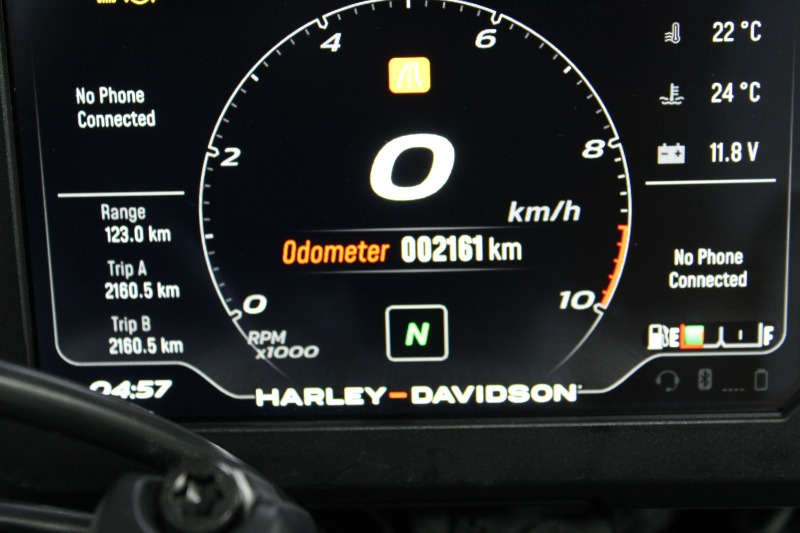 4
6
22 °C
No Phone
Connected
24 °C
2
0
8
11.8 V
km/h
Range
123.0 km
Odometer 002161 km
No Phone
Connected
Trip A
2160.5 km
0
10
Trip B
2160.5 km
RPM
x1000
N
E
F
04:57
HARLEY-DAVIDSON